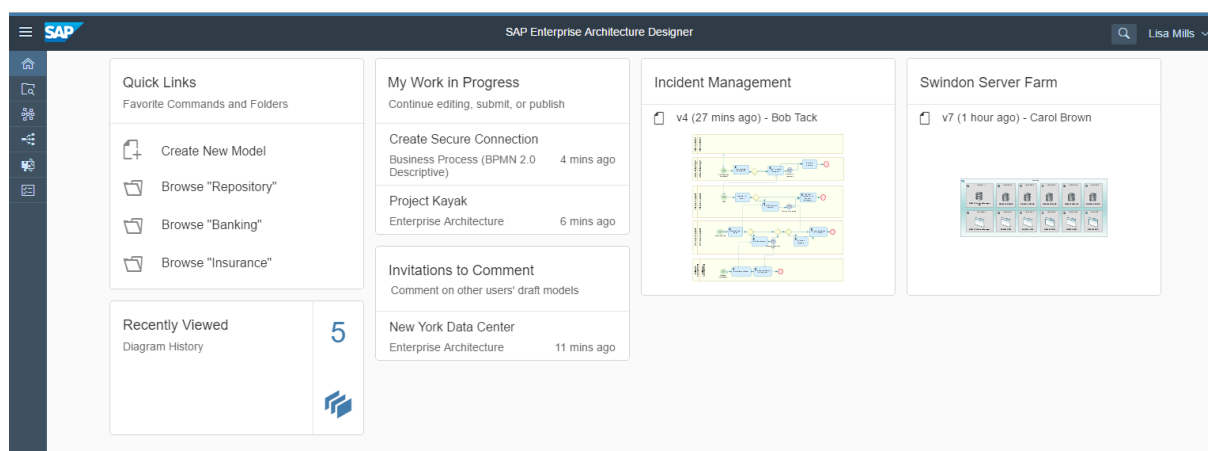 SAP
SAP Enterprise Architecture Designer
Lisa Mills
Quick Links
Favorite Commands and Folders
Create New Model
Browse "Repository"
Browse "Banking"
Browse "Insurance"
Recently Viewed
Diagram History
5
My Work in Progress
Continue editing, submit, or publish
Create Secure Connection
Business Process (BPMN 2.0
Descriptive)
4 mins ago
Project Kayak
Enterprise Architecture
6 mins ago
Invitations to Comment
Comment on other users' draft models
New York Data Center
Enterprise Architecture
11 mins ago
Incident Management
v4 (27 mins ago) - Bob Tack
Swindon Server Farm
v7 (1 hour ago) - Carol Brown